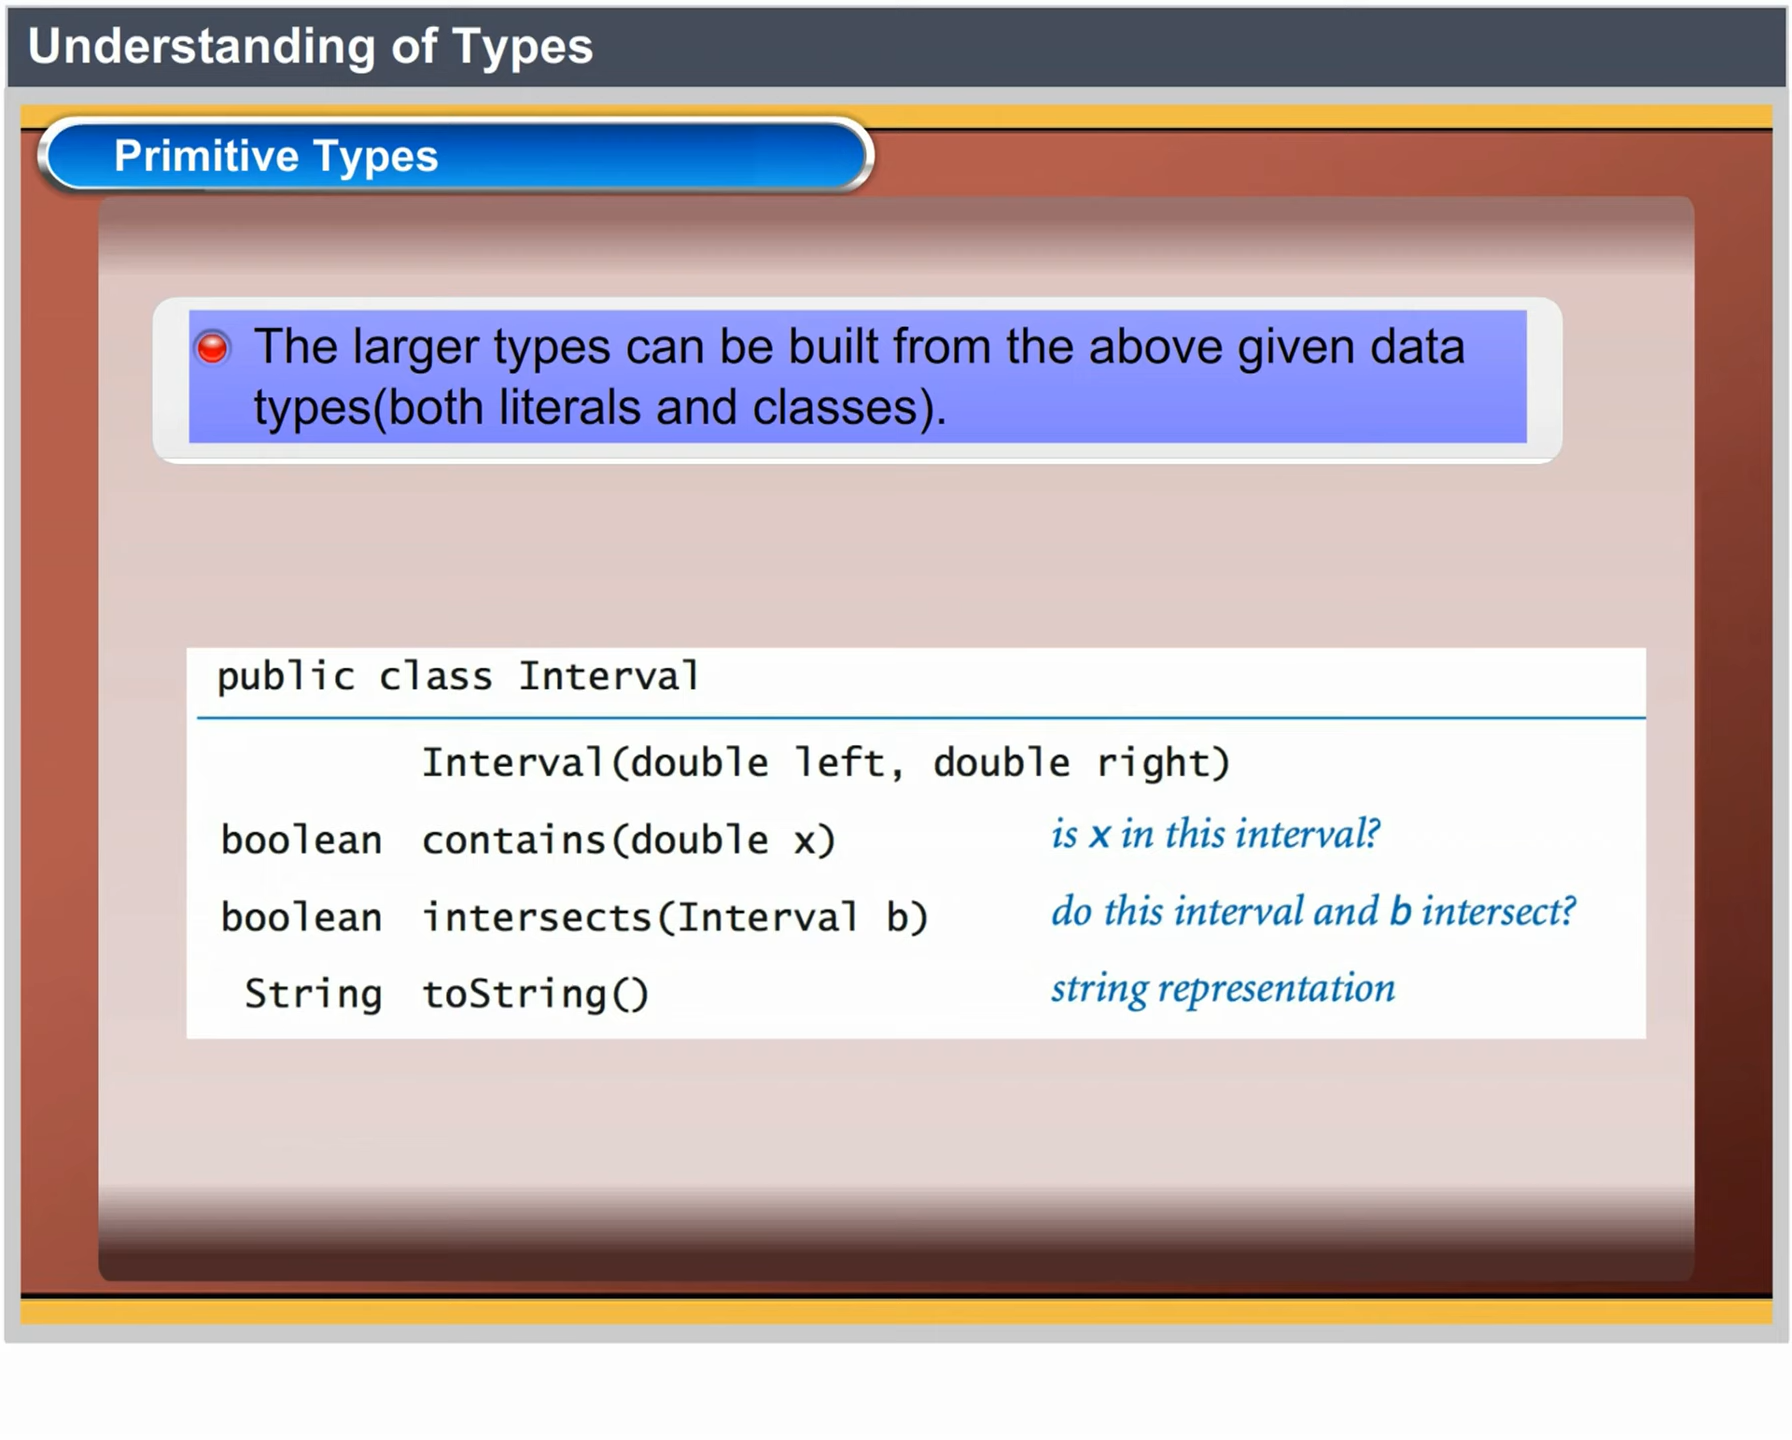 Understanding of Types
Primitive Types
The larger types can be built from the above given data
types(both literals and classes).
public class Interval
Interval(double left, double right)
boolean contains(double x) is x in this interval?
boolean intersects(Interval b) do this interval and b intersect?
String toString() string representation